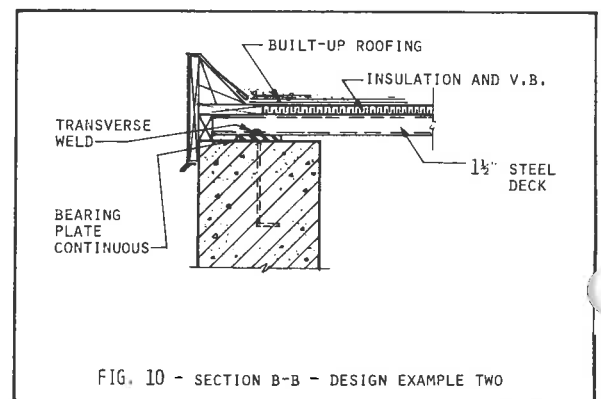 BUILT-UP ROOFING
INSULATION AND V.B.
TRANSVERSE
WELD
1½" STEEL
DECK
BEARING
PLATE
CONTINUOUS
FIG. 10 - SECTION B-B - DESIGN EXAMPLE TWO